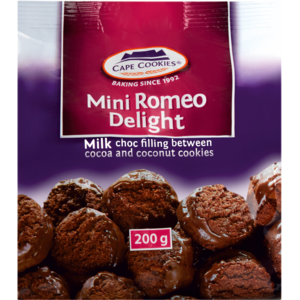 CAPE COOKIES®
BAKING SINCE 1992
Mini Romeo
Delight
Milk choc filling between
cocoa and coconut cookies
200 g